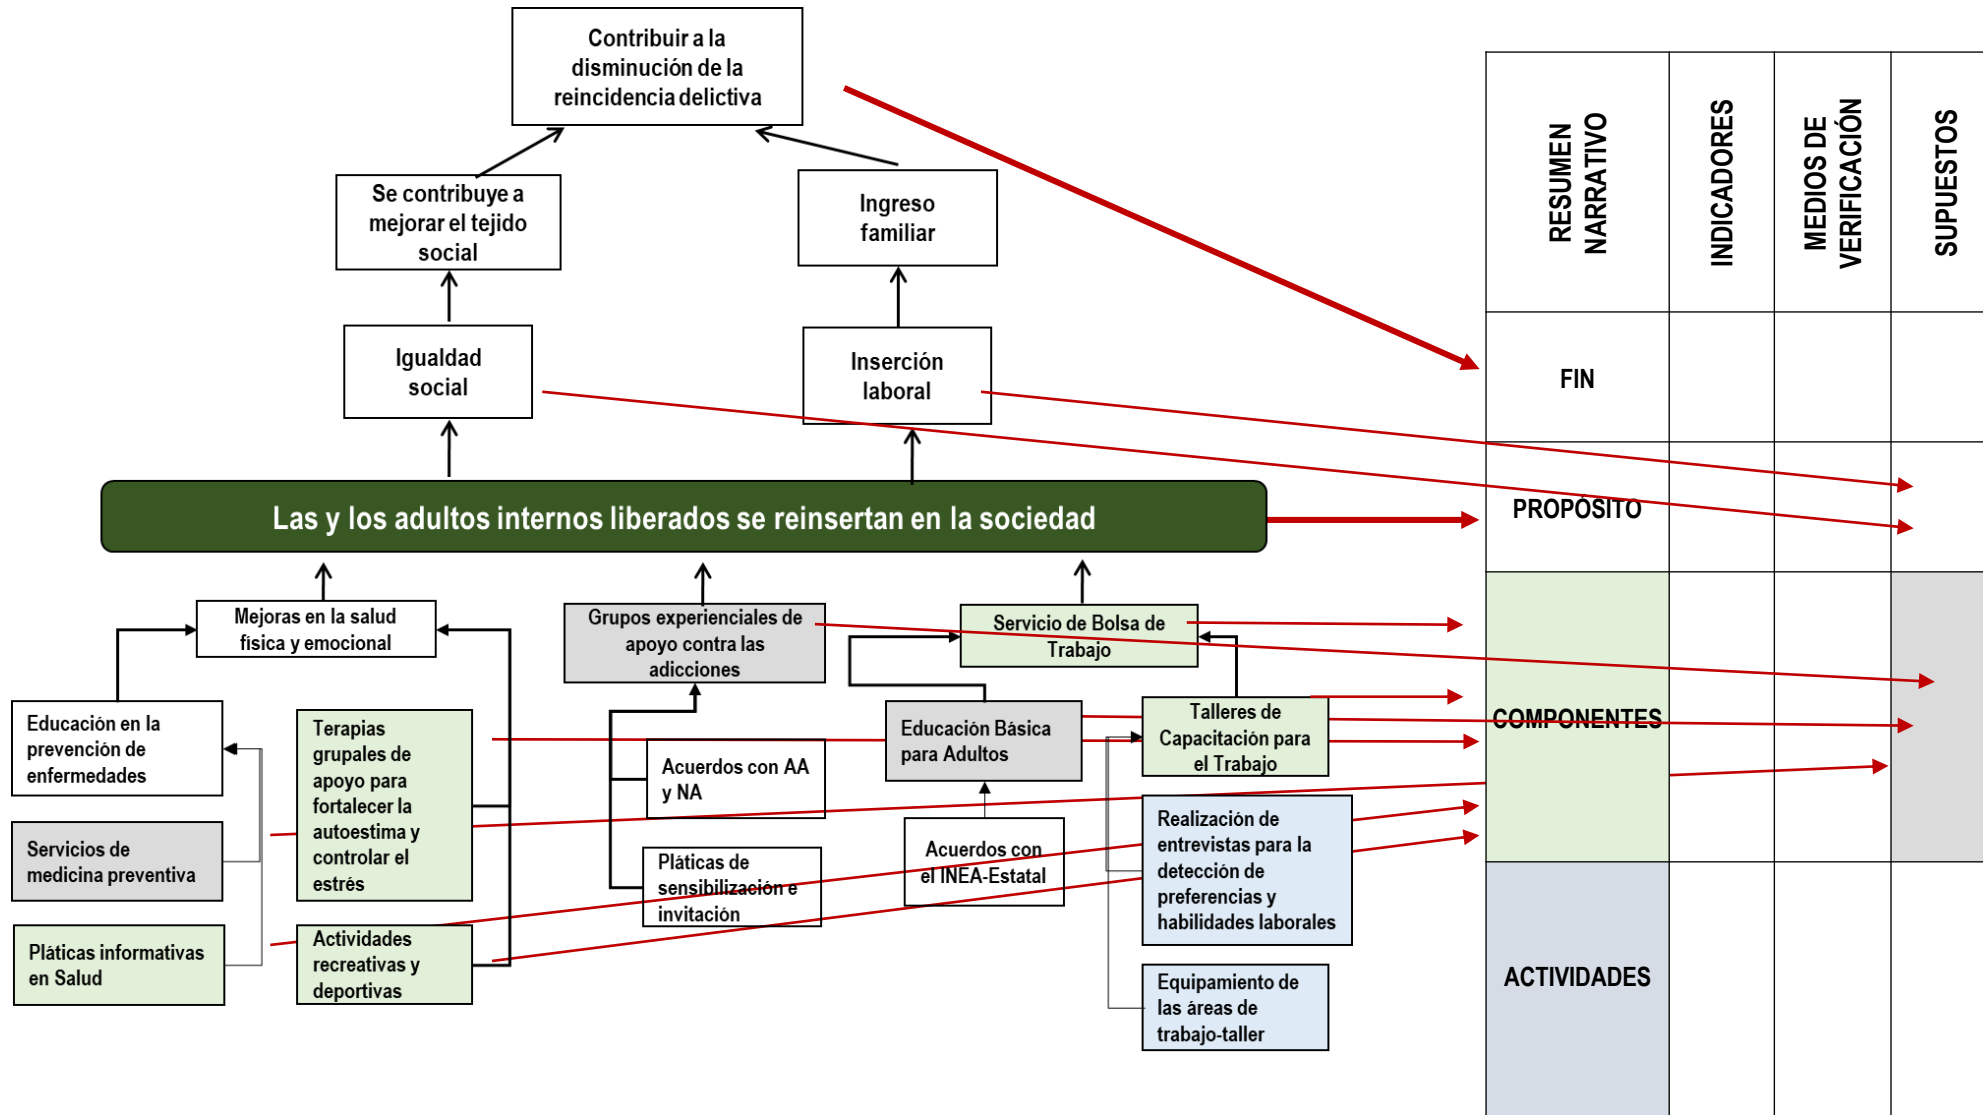 Contribuir a la
disminución de la
reincidencia delictiva
Se contribuye a
mejorar el tejido
social
Ingreso
familiar
Igualdad
social
Inserción
laboral
Las y los adultos internos liberados se reinsertan en la sociedad
Mejoras en la salud
física y emocional
Grupos experienciales de
apoyo contra las
adicciones
Servicio de Bolsa de
Trabajo
Educación en la
prevención de
enfermedades
Terapias
grupales de
apoyo para
fortalecer la
autoestima y
controlar el
estrés
Acuerdos con AA
y NA
Educación Básica
para Adultos
Talleres de
Capacitación para
el Trabajo
Servicios de
medicina preventiva
Pláticas de
sensibilización e
invitación
Acuerdos con
el INEA-Estatal
Realización de
entrevistas para la
detección de
preferencias y
habilidades laborales
Pláticas informativas
en Salud
Actividades
recreativas y
deportivas
Equipamiento de
las áreas de
trabajo-taller
RESUMEN
NARRATIVO
INDICADORES
MEDIOS DE
VERIFICACIÓN
SUPUESTOS
FIN
PROPÓSITO
COMPONENTES
ACTIVIDADES